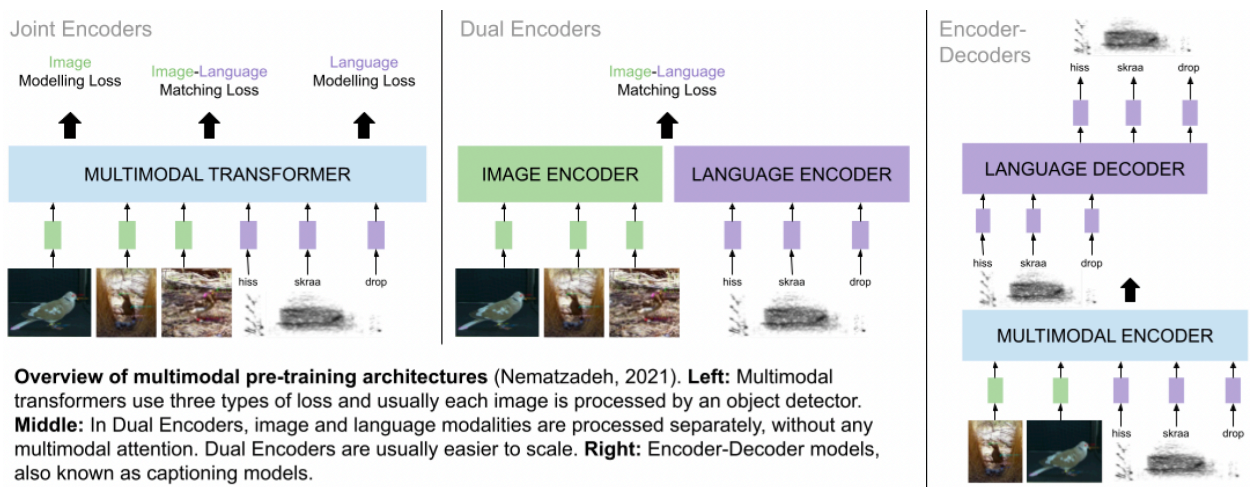 Joint Encoders
Image
Modelling Loss
Image-Language
Matching Loss
Language
Modelling Loss
MULTIMODAL TRANSFORMER
hiss
skraa
drop
Dual Encoders
Image-Language
Matching Loss
IMAGE ENCODER
LANGUAGE ENCODER
hiss
skraa
drop
Encoder-
Decoders
hiss
skraa
drop
LANGUAGE DECODER
hiss
skraa
drop
MULTIMODAL ENCODER
hiss
skraa
drop
Overview of multimodal pre-training architectures (Nematzadeh, 2021). Left: Multimodal
transformers use three types of loss and usually each image is processed by an object detector.
Middle: In Dual Encoders, image and language modalities are processed separately, without any
multimodal attention. Dual Encoders are usually easier to scale. Right: Encoder-Decoder models,
also known as captioning models.